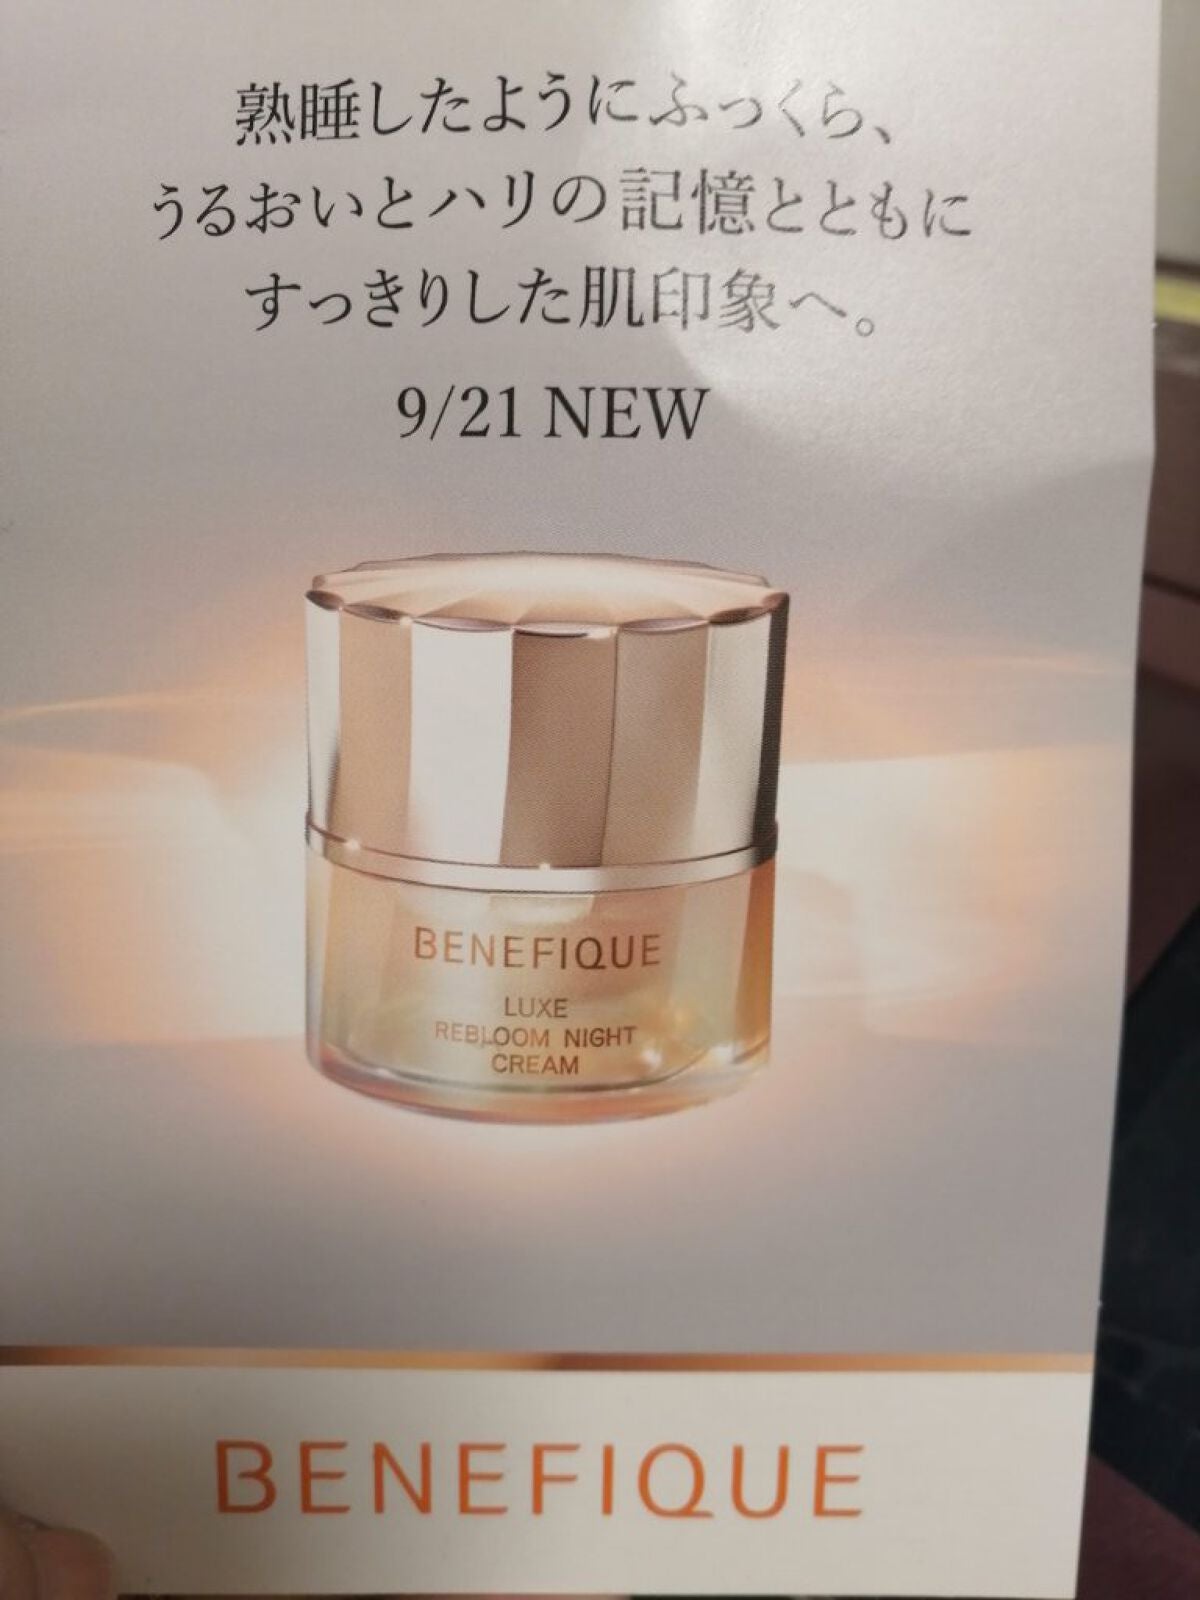 熟睡したようにふっくら、
うるおいとハリの記憶とともに
すっきりした肌印象へ。
9/21 NEW
BENEFIQUE
LUXE
REBLOOM NIGHT
CREAM
BENEFIQUE